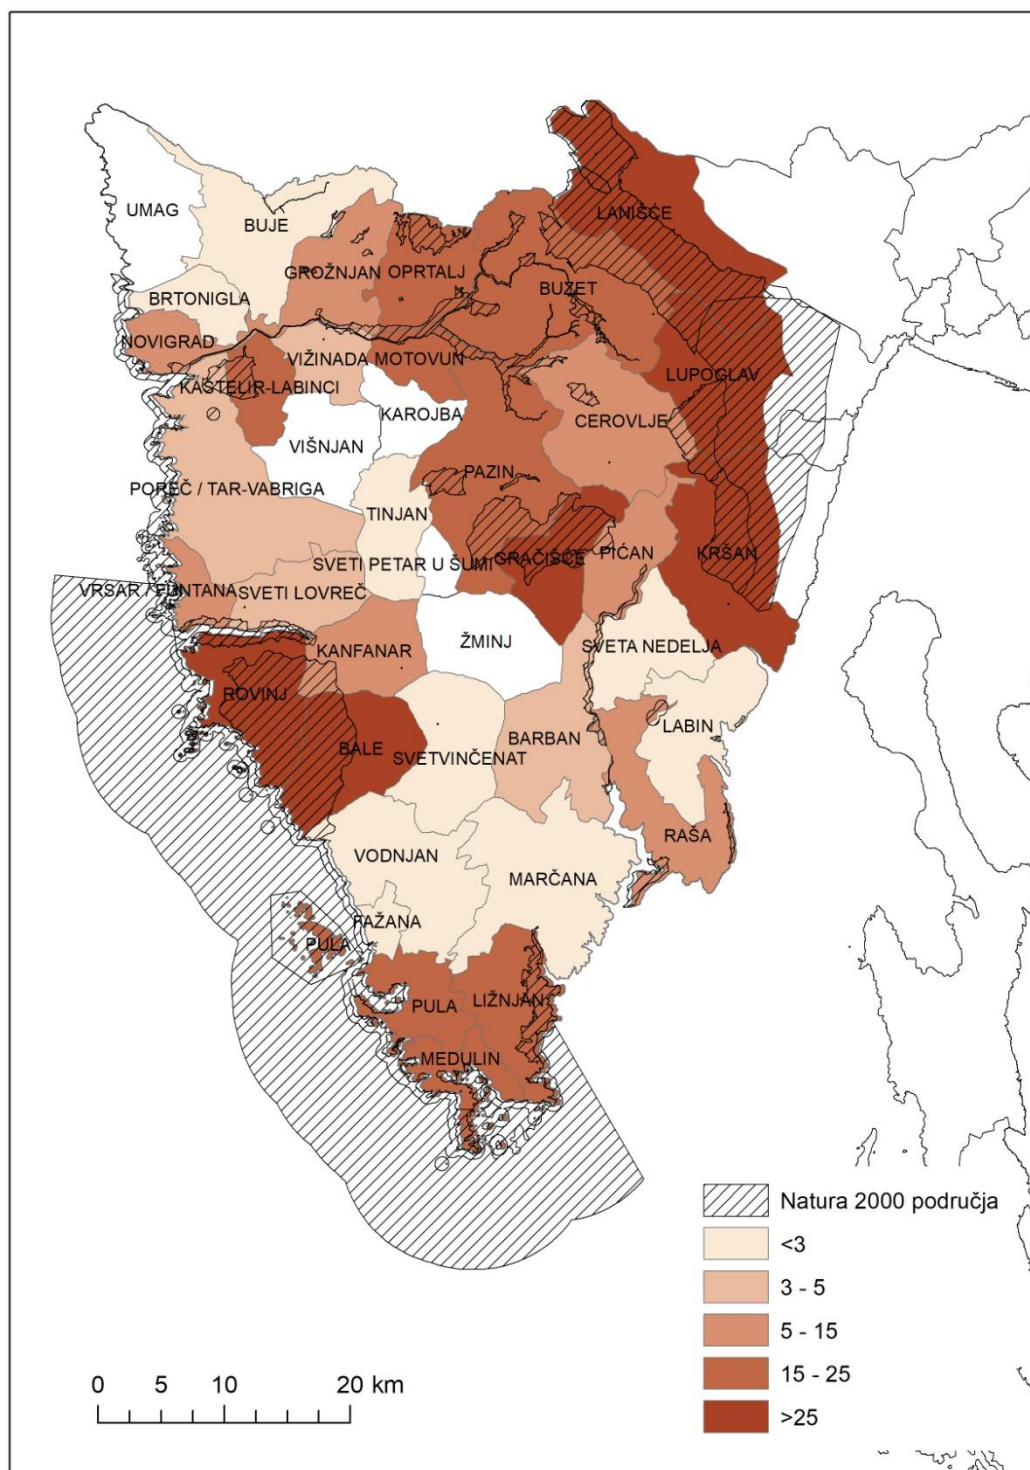 UMAG
BUJE
LANIŠĆE
GROŽNJAN
OPRTALJ
BUZET
BRTONIGLA
NOVIGRAD
VIŽINADA
MOTOVUN
LUPOGLAV
KAŠTELIR-LABINCI
KAROJBA
CEROVLJE
VIŠNJAN
PAZIN
POREČ / TAR-VABRIGA
TINJAN
SVETI PETAR U ŠUMI
GRAČIŠĆE
PIĆAN
KRŠAN
VRSAR / FUNTANA
SVETI LOVREČ
KANFANAR
ŽMINJ
SVETA NEDELJA
ROVINJ
LABIN
BALE
BARBAN
SVETVINČENAT
RAŠA
VODNJAN
MARČANA
FAŽANA
PULA
PULA
LIŽNJAN
MEDULIN
Natura 2000 područja
<3
3 - 5
5 - 15
15 - 25
>25
0 5 10 20 km